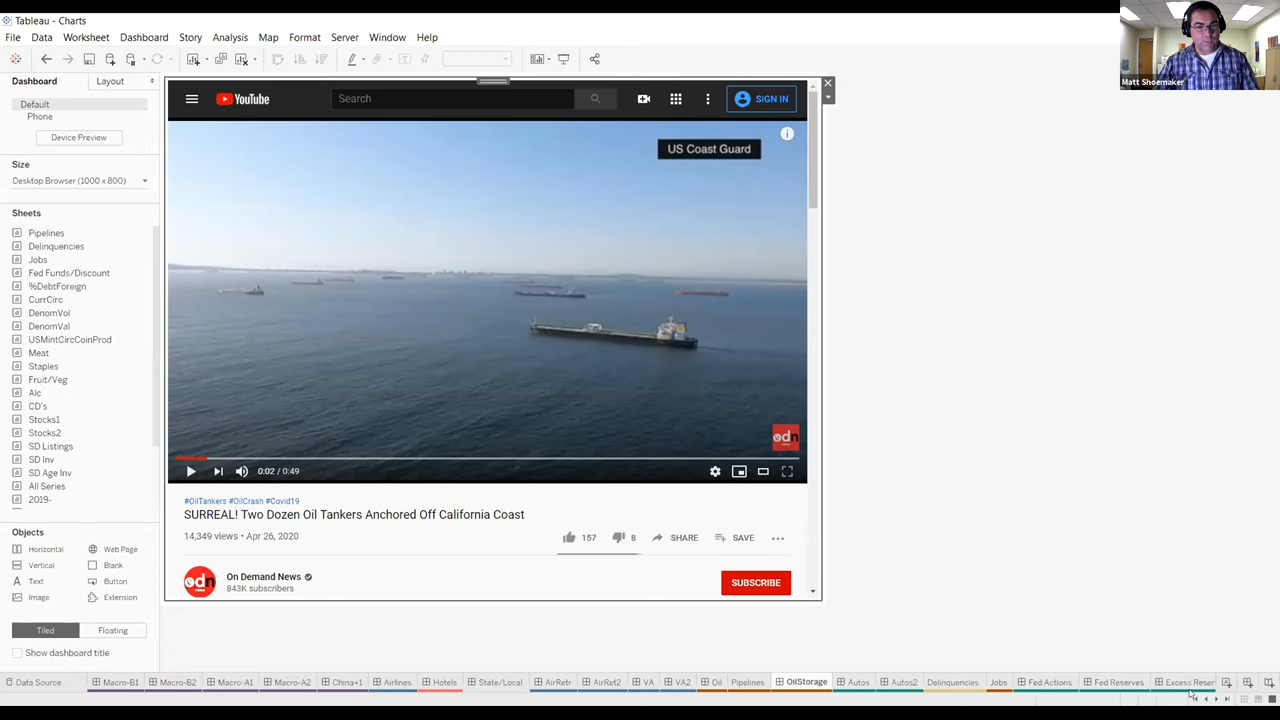 Tableau - Charts
File Data Worksheet Dashboard Story Analysis Map Format Server Window Help
Dashboard Layout
Default
Phone
Device Preview
Size
Desktop Browser (1000 x 800)
Sheets
Pipelines
Delinquencies
Jobs
Fed Funds/Discount
%DebtForeign
CurrCirc
DenomVol
DenomVal
USMintCircCoinProd
Meat
Staples
Fruit/Veg
Alc
CD's
Stocks1
Stocks2
SD Listings
SD Inv
SD Age Inv
All Series
2019-
Objects
Horizontal Web Page
Vertical Blank
Text Button
Image Extension
Tiled Floating
Show dashboard title
YouTube Search SIGN IN
US Coast Guard
odn
0:02 / 0:49
#OilTankers #OilCrash #Covid19
SURREAL! Two Dozen Oil Tankers Anchored Off California Coast
14,349 views • Apr 26, 2020 157 8 SHARE SAVE
odn
On Demand News
843K subscribers
SUBSCRIBE
Matt Shoemaker
Data Source Macro-B1 Macro-B2 Macro-A1 Macro-A2 China+1 Airlines Hotels State/Local AirRetr AirRet2 VA VA2 Oil Pipelines OilStorage Autos Autos2 Delinquencies Jobs Fed Actions Fed Reserves Excess Reser